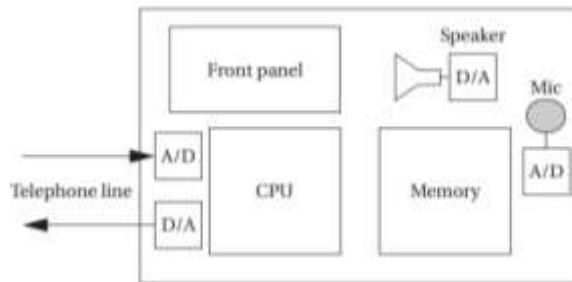 Speaker
Front panel
D/A
Mic
A/D
Telephone line
CPU
Memory
A/D
D/A